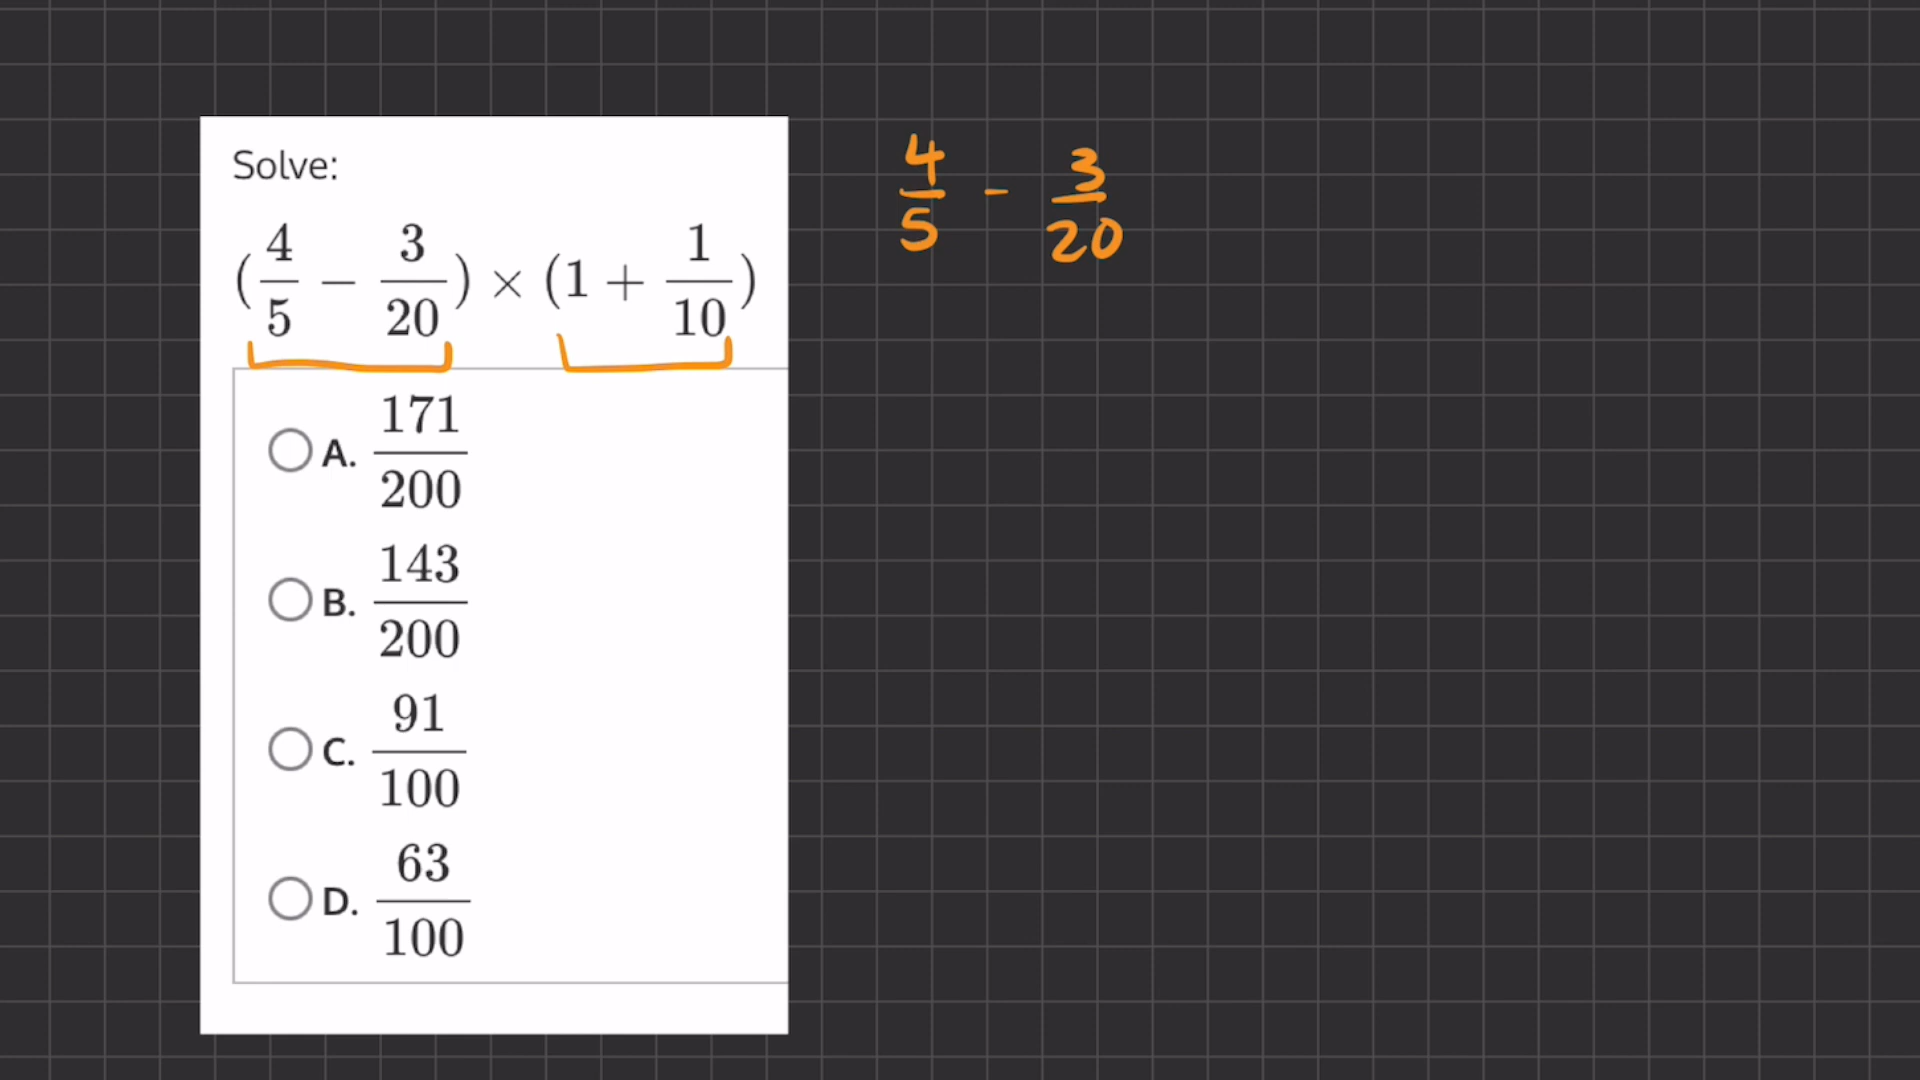 Solve:
(4/5 − 3/20) × (1 + 1/10)
A. 171/200
B. 143/200
C. 91/100
D. 63/100
4/5 - 3/20